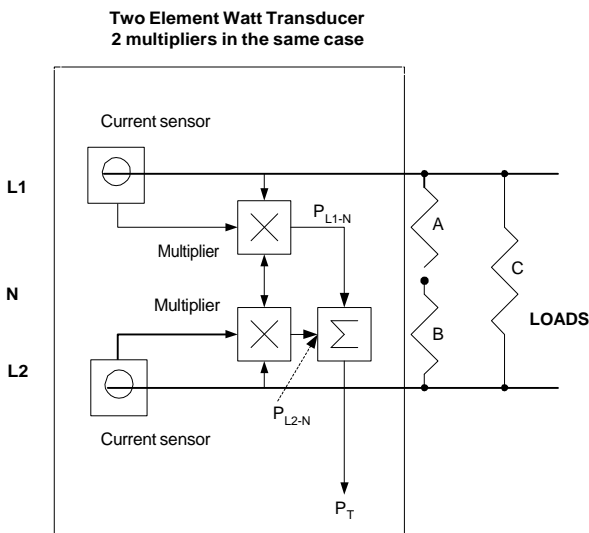 Two Element Watt Transducer
2 multipliers in the same case
Current sensor
L1
P_L1-N
A
Multiplier
C
N
Multiplier
LOADS
Σ
B
L2
P_L2-N
Current sensor
P_T